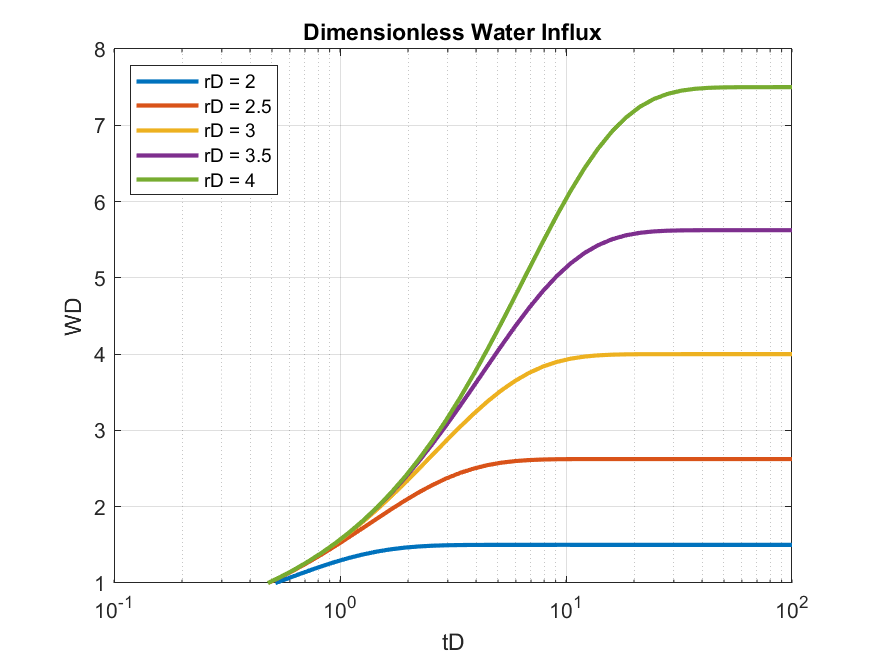 Dimensionless Water Influx
8
7
6
5
4
3
2
1
WD
rD = 2
rD = 2.5
rD = 3
rD = 3.5
rD = 4
10-1 100 101 102
tD